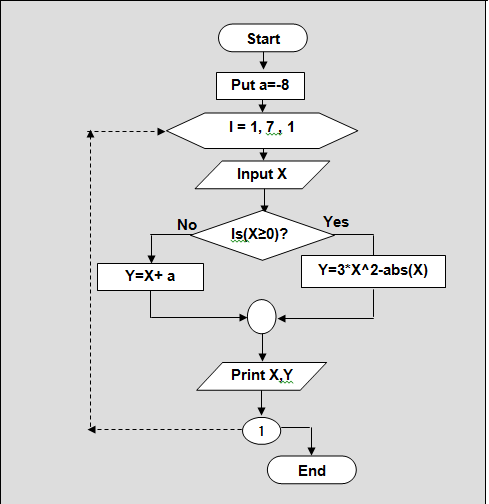 Start
Put a=-8
I = 1, 7 , 1
Input X
No
Is(X≥0)?
Yes
Y=X+ a
Y=3*X^2-abs(X)
Print X,Y
1
End